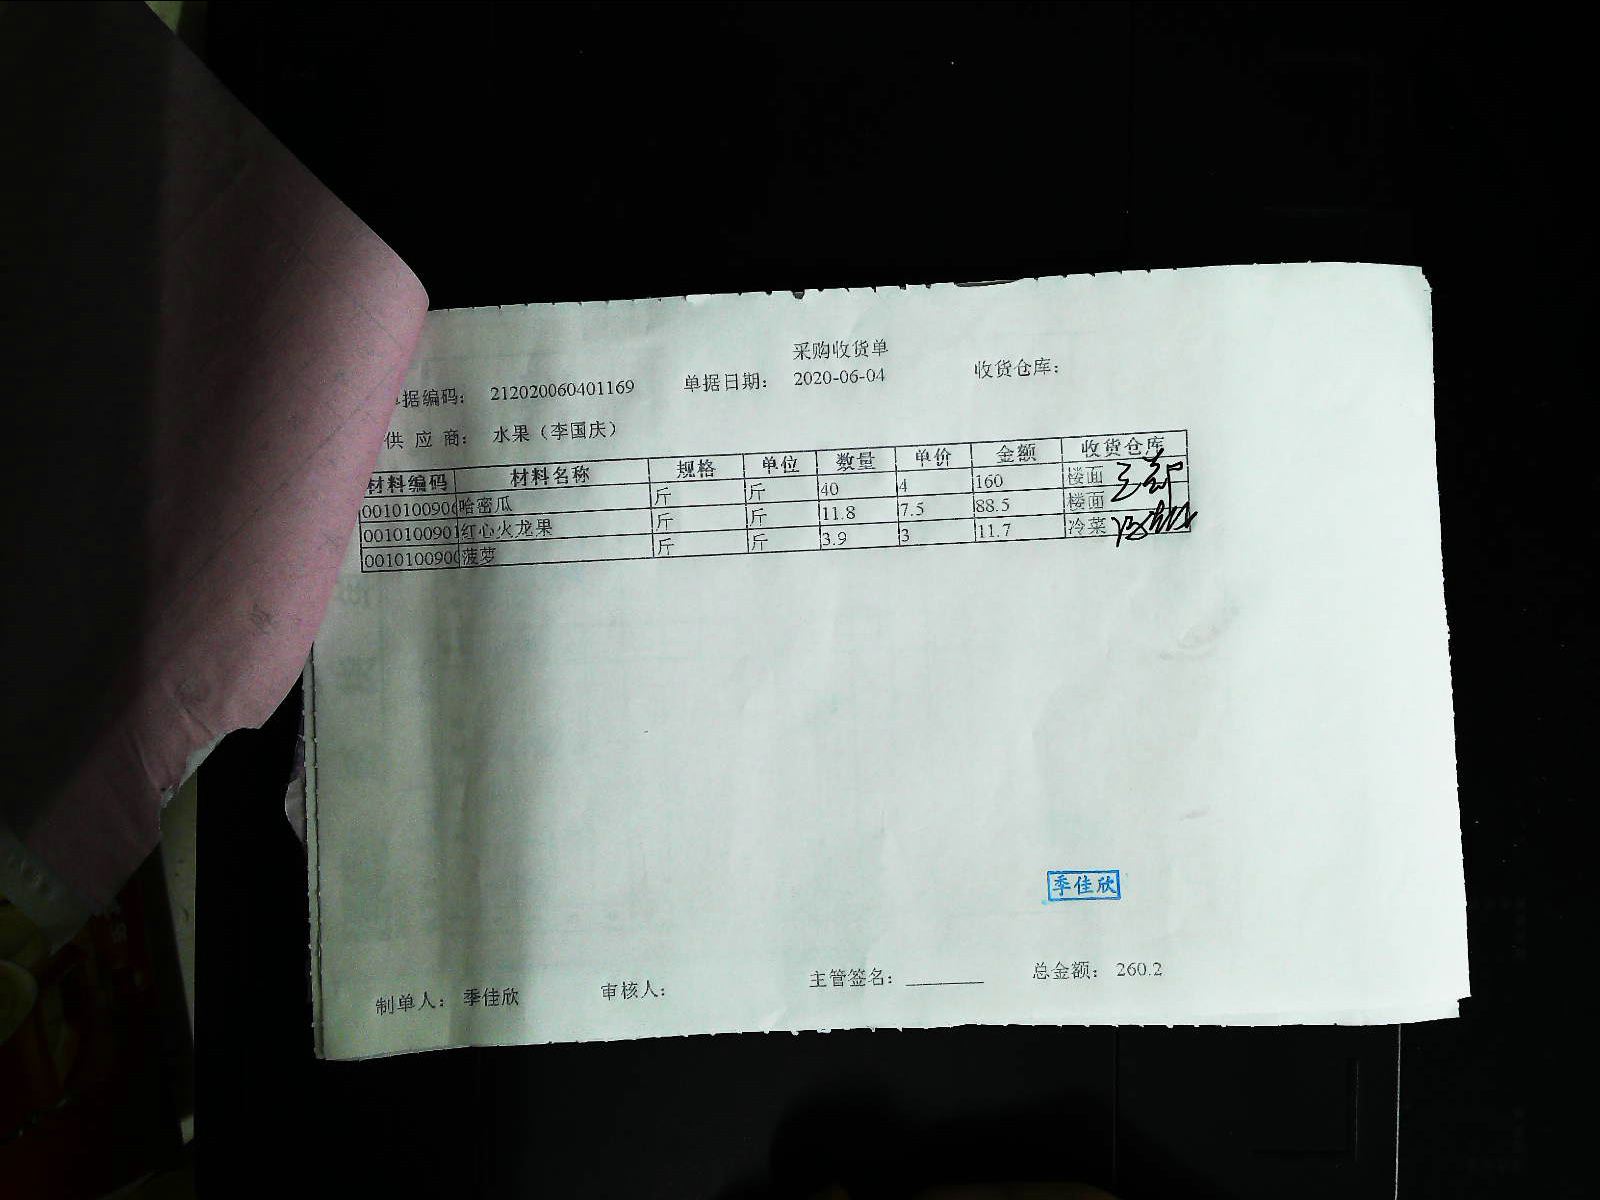 采购收货单
据编码： 212020060401169 单据日期： 2020-06-04 收货仓库：
供 应 商： 水果（李国庆）
材料编码 材料名称 规格 单位 数量 单价 金额 收货仓库
0010100900 哈密瓜 斤 斤 40 4 160 楼面
0010100901 红心火龙果 斤 斤 11.8 7.5 88.5 楼面
0010100900 菠萝 斤 斤 3.9 3 11.7 冷菜
季佳欣
制单人： 季佳欣 审核人： 主管签名： 总金额： 260.2